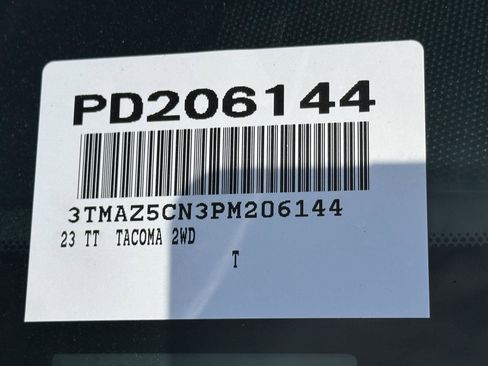 PD206144
3TMAZ5CN3PM206144
23 TT TACOMA 2WD
T